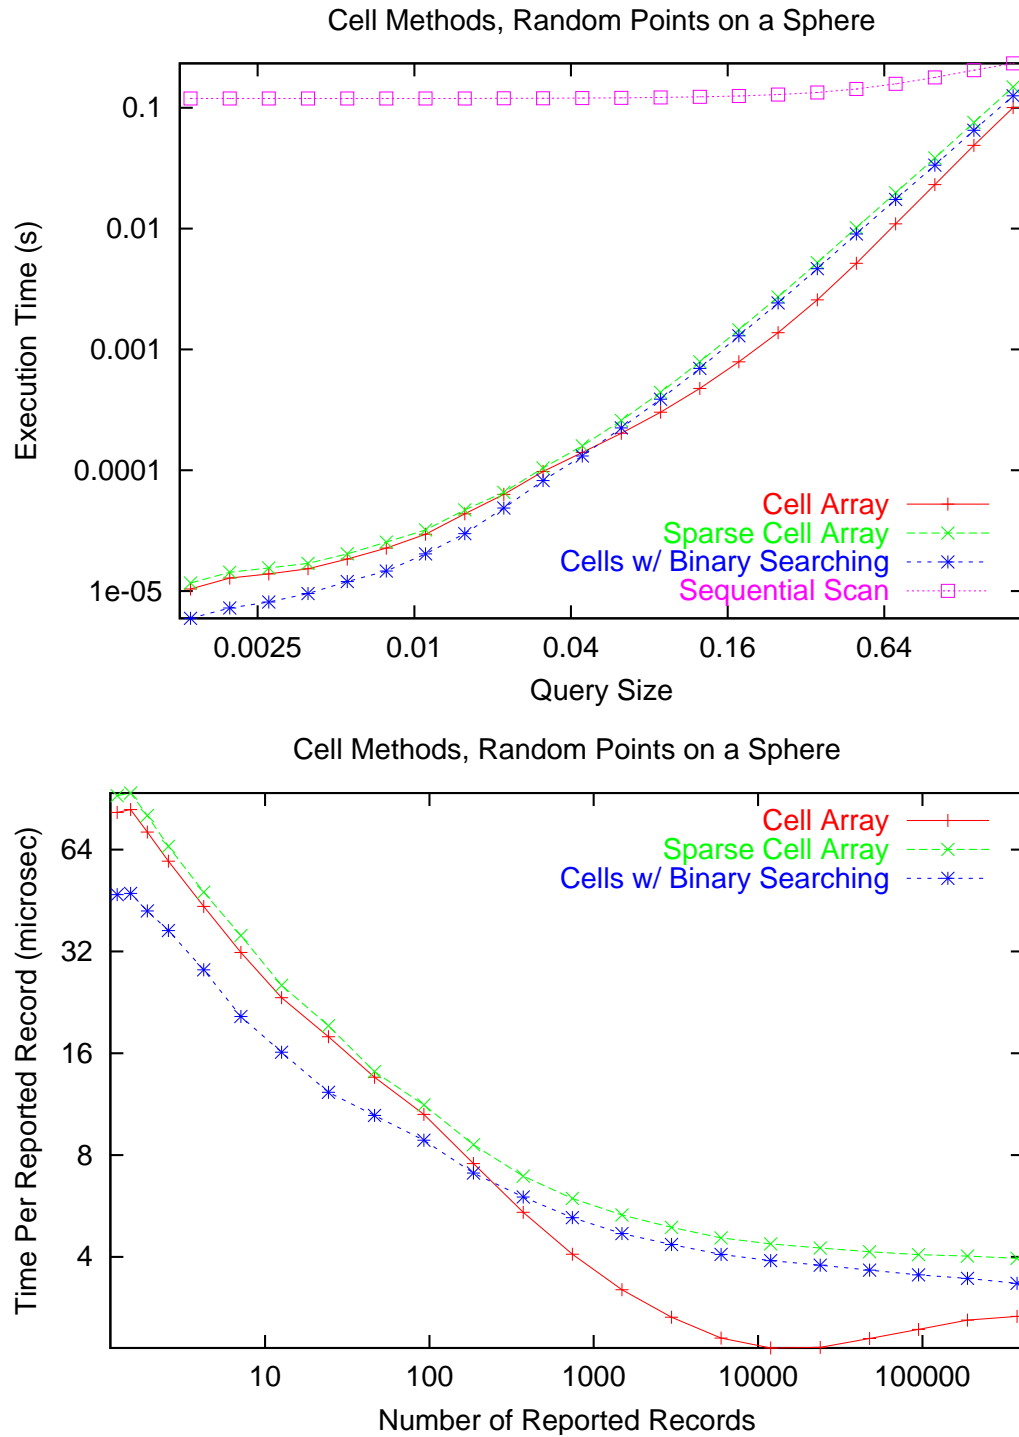 Cell Methods, Random Points on a Sphere
0.1
0.01
0.001
0.0001
1e-05
Execution Time (s)
Cell Array
Sparse Cell Array
Cells w/ Binary Searching
Sequential Scan
0.0025 0.01 0.04 0.16 0.64
Query Size
Cell Methods, Random Points on a Sphere
64
32
16
8
4
Time Per Reported Record (microsec)
Cell Array
Sparse Cell Array
Cells w/ Binary Searching
10 100 1000 10000 100000
Number of Reported Records